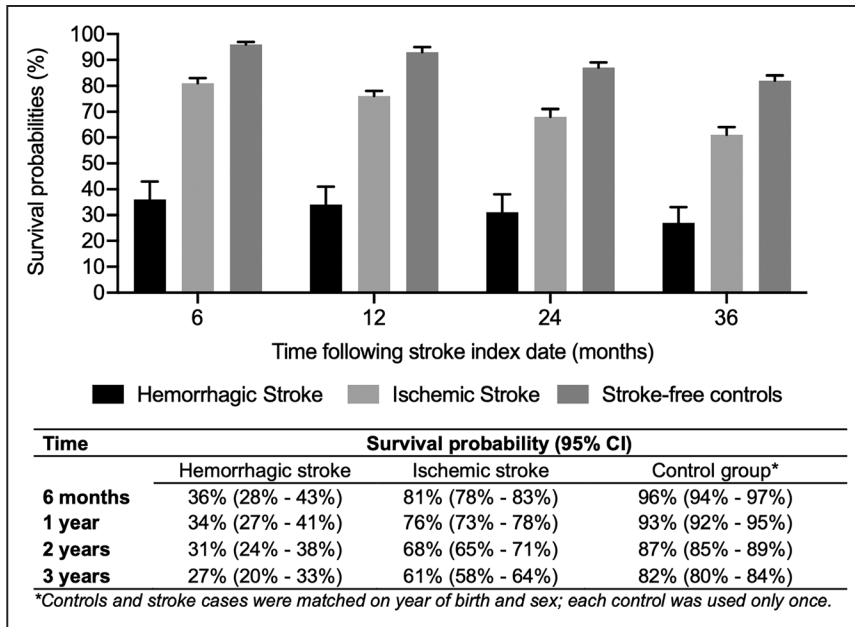 Survival probabilities (%)
100
90
80
70
60
50
40
30
20
10
0
6 12 24 36
Time following stroke index date (months)
Hemorrhagic Stroke Ischemic Stroke Stroke-free controls
Time Survival probability (95% CI)
Hemorrhagic stroke Ischemic stroke Control group*
6 months 36% (28% - 43%) 81% (78% - 83%) 96% (94% - 97%)
1 year 34% (27% - 41%) 76% (73% - 78%) 93% (92% - 95%)
2 years 31% (24% - 38%) 68% (65% - 71%) 87% (85% - 89%)
3 years 27% (20% - 33%) 61% (58% - 64%) 82% (80% - 84%)
*Controls and stroke cases were matched on year of birth and sex; each control was used only once.